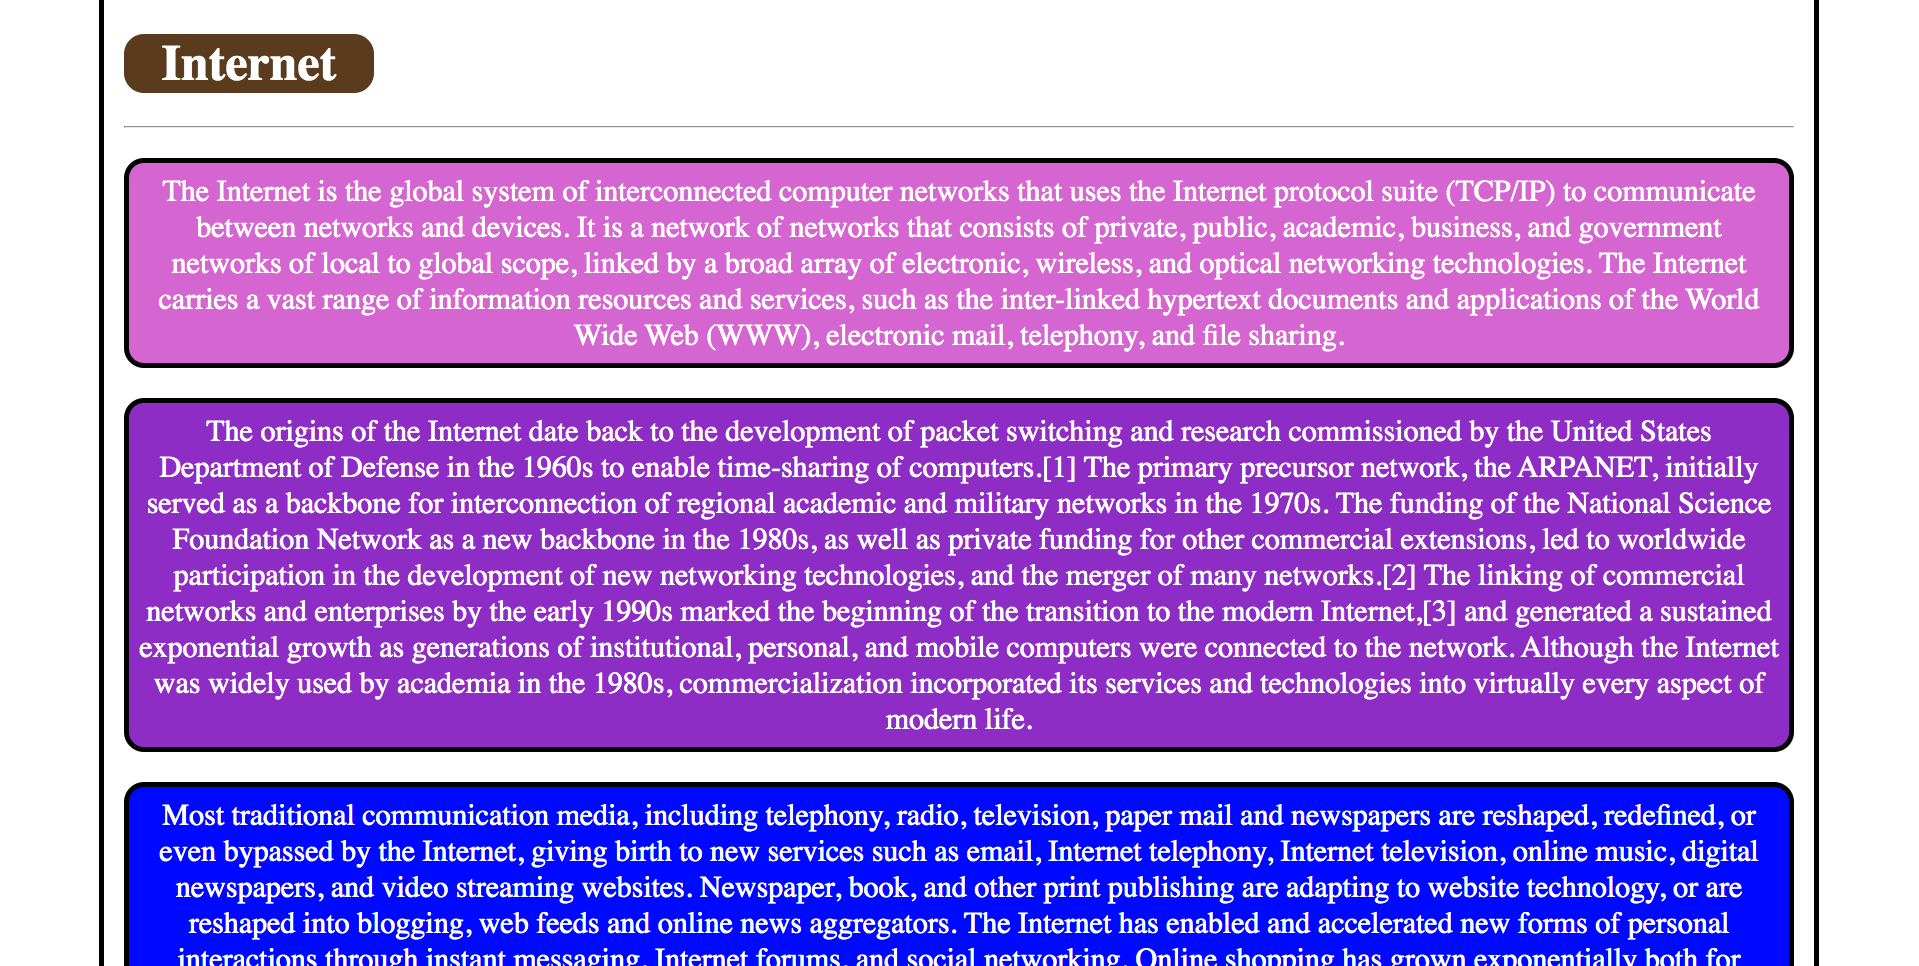 Internet
The Internet is the global system of interconnected computer networks that uses the Internet protocol suite (TCP/IP) to communicate
between networks and devices. It is a network of networks that consists of private, public, academic, business, and government
networks of local to global scope, linked by a broad array of electronic, wireless, and optical networking technologies. The Internet
carries a vast range of information resources and services, such as the inter-linked hypertext documents and applications of the World
Wide Web (WWW), electronic mail, telephony, and file sharing.
The origins of the Internet date back to the development of packet switching and research commissioned by the United States
Department of Defense in the 1960s to enable time-sharing of computers.[1] The primary precursor network, the ARPANET, initially
served as a backbone for interconnection of regional academic and military networks in the 1970s. The funding of the National Science
Foundation Network as a new backbone in the 1980s, as well as private funding for other commercial extensions, led to worldwide
participation in the development of new networking technologies, and the merger of many networks.[2] The linking of commercial
networks and enterprises by the early 1990s marked the beginning of the transition to the modern Internet,[3] and generated a sustained
exponential growth as generations of institutional, personal, and mobile computers were connected to the network. Although the Internet
was widely used by academia in the 1980s, commercialization incorporated its services and technologies into virtually every aspect of
modern life.
Most traditional communication media, including telephony, radio, television, paper mail and newspapers are reshaped, redefined, or
even bypassed by the Internet, giving birth to new services such as email, Internet telephony, Internet television, online music, digital
newspapers, and video streaming websites. Newspaper, book, and other print publishing are adapting to website technology, or are
reshaped into blogging, web feeds and online news aggregators. The Internet has enabled and accelerated new forms of personal
interactions through instant messaging, Internet forums, and social networking. Online shopping has grown exponentially both for